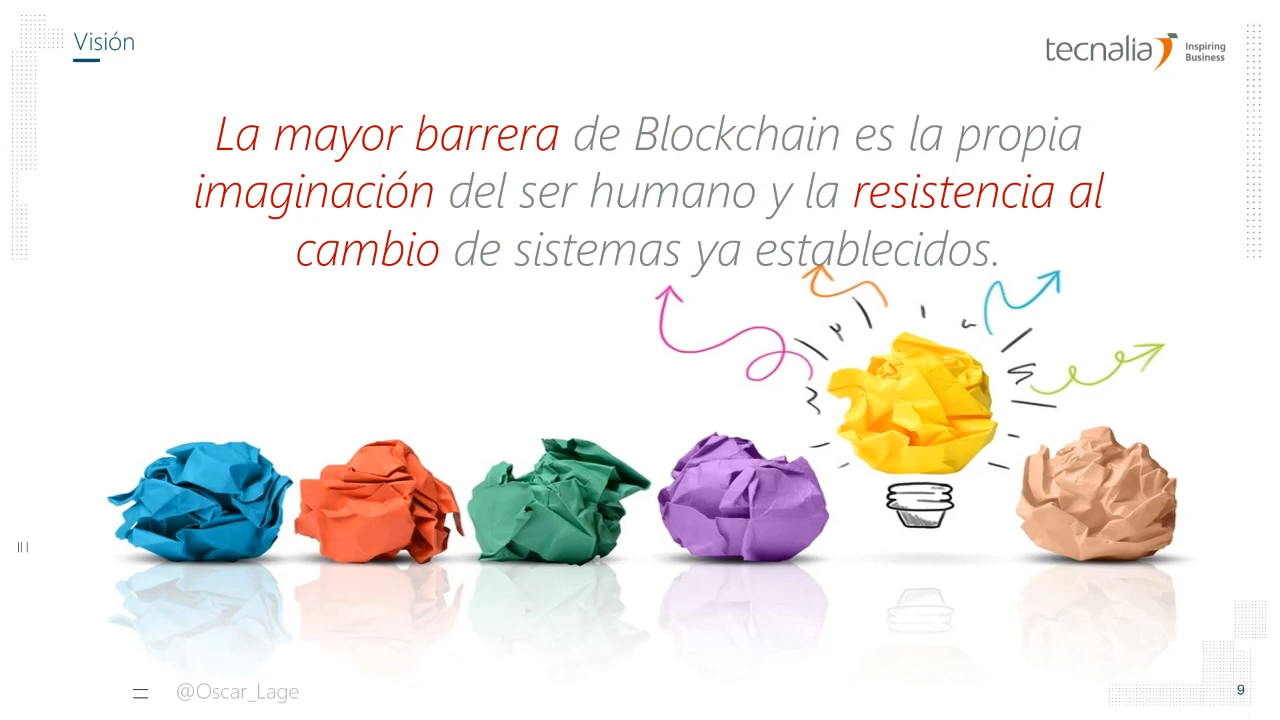 Visión
tecnalia Inspiring
Business
La mayor barrera de Blockchain es la propia
imaginación del ser humano y la resistencia al
cambio de sistemas ya establecidos.
@Oscar_Lage
9